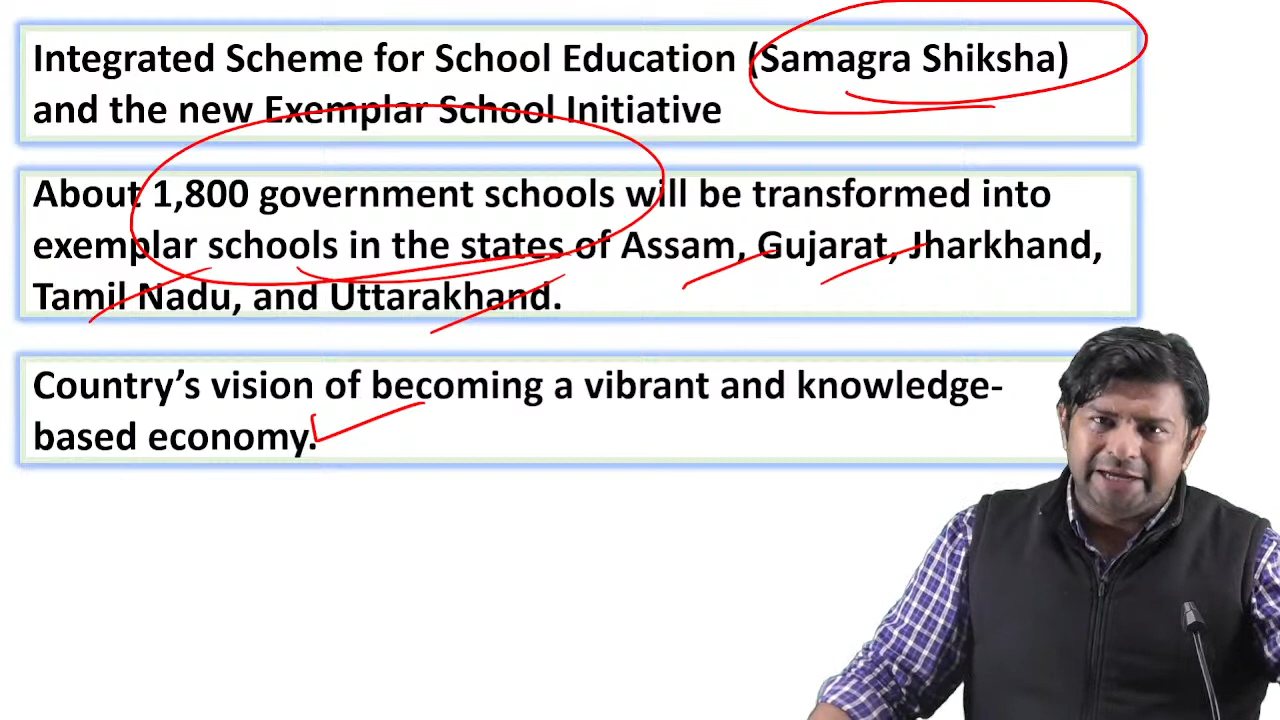 Integrated Scheme for School Education (Samagra Shiksha)
and the new Exemplar School Initiative
About 1,800 government schools will be transformed into
exemplar schools in the states of Assam, Gujarat, Jharkhand,
Tamil Nadu, and Uttarakhand.
Country’s vision of becoming a vibrant and knowledge-
based economy.